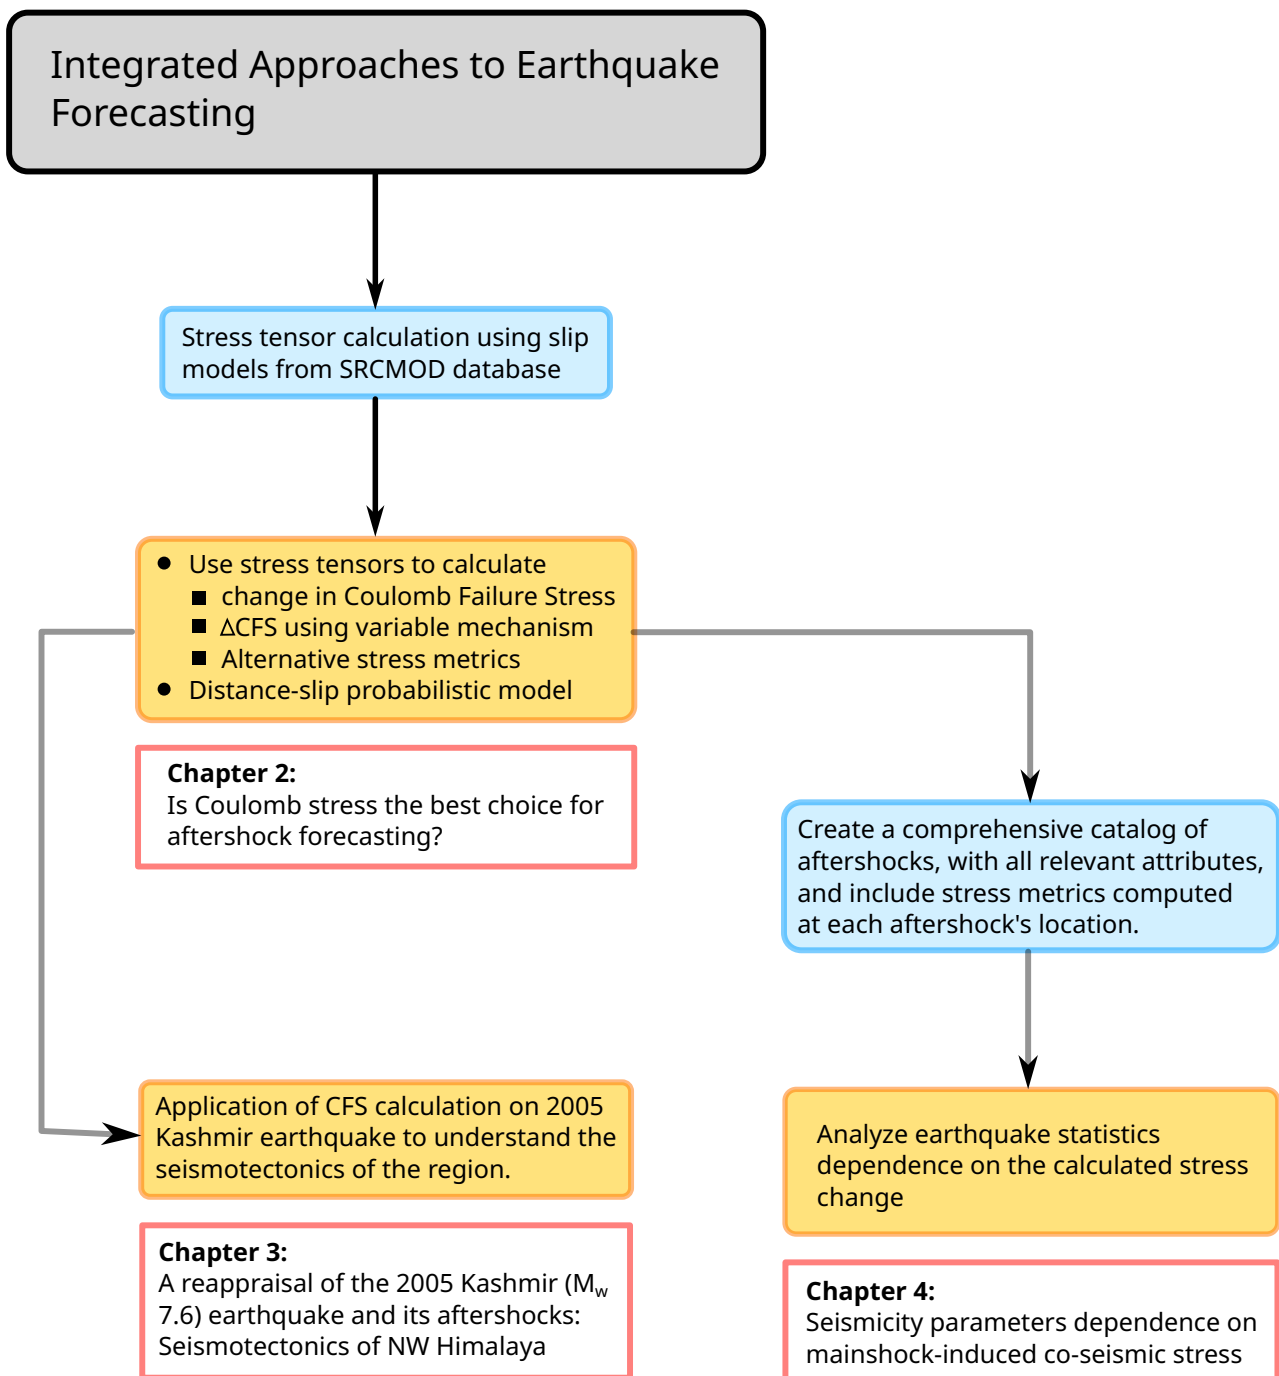 Integrated Approaches to Earthquake
Forecasting
Stress tensor calculation using slip
models from SRCMOD database
● Use stress tensors to calculate
■ change in Coulomb Failure Stress
■ ΔCFS using variable mechanism
■ Alternative stress metrics
● Distance-slip probabilistic model
Chapter 2:
Is Coulomb stress the best choice for
aftershock forecasting?
Create a comprehensive catalog of
aftershocks, with all relevant attributes,
and include stress metrics computed
at each aftershock's location.
Application of CFS calculation on 2005
Kashmir earthquake to understand the
seismotectonics of the region.
Analyze earthquake statistics
dependence on the calculated stress
change
Chapter 3:
A reappraisal of the 2005 Kashmir (Mw
7.6) earthquake and its aftershocks:
Seismotectonics of NW Himalaya
Chapter 4:
Seismicity parameters dependence on
mainshock-induced co-seismic stress